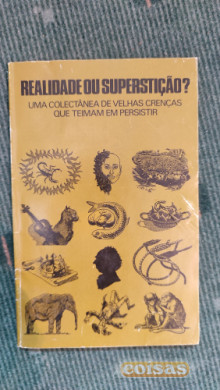 REALIDADE OU SUPERSTIÇÃO?
UMA COLECTÂNEA DE VELHAS CRENÇAS
QUE TEIMAM EM PERSISTIR
coisas